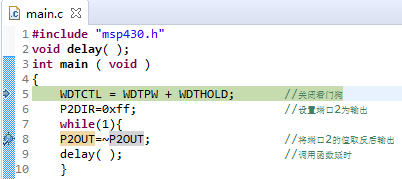 main.c
1 #include "msp430.h"
2 void delay( );
3 int main ( void )
4 {
5 WDTCTL = WDTPW + WDTHOLD; //关闭看门狗
6 P2DIR=0xff; //设置端口2为输出
7 while(1){
8 P2OUT=~P2OUT; //将端口2的值取反后输出
9 delay( ); //调用函数延时
10 }